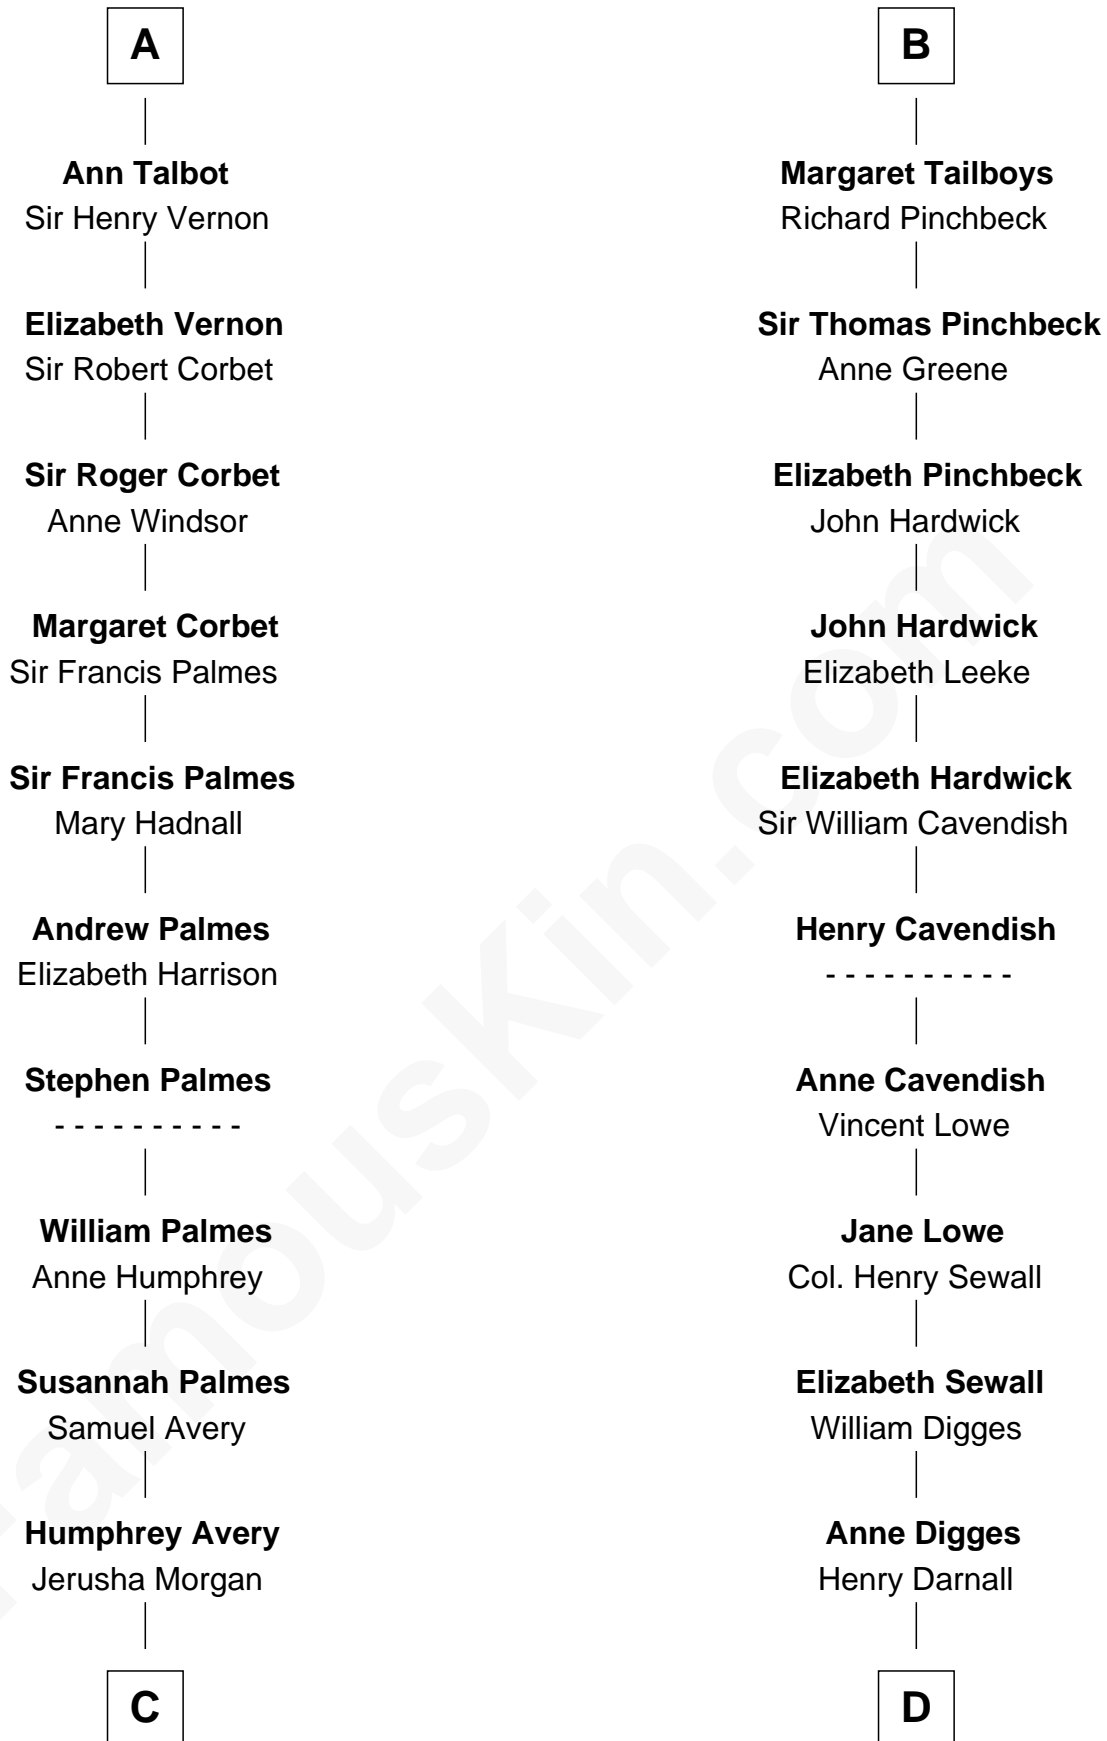 A
Ann Talbot
Sir Henry Vernon
Elizabeth Vernon
Sir Robert Corbet
Sir Roger Corbet
Anne Windsor
Margaret Corbet
Sir Francis Palmes
Sir Francis Palmes
Mary Hadnall
Andrew Palmes
Elizabeth Harrison
Stephen Palmes
- - - - - - - - - -
William Palmes
Anne Humphrey
Susannah Palmes
Samuel Avery
Humphrey Avery
Jerusha Morgan
C
B
Margaret Tailboys
Richard Pinchbeck
Sir Thomas Pinchbeck
Anne Greene
Elizabeth Pinchbeck
John Hardwick
John Hardwick
Elizabeth Leeke
Elizabeth Hardwick
Sir William Cavendish
Henry Cavendish
- - - - - - - - - -
Anne Cavendish
Vincent Lowe
Jane Lowe
Col. Henry Sewall
Elizabeth Sewall
William Digges
Anne Digges
Henry Darnall
D
FamousKin.com